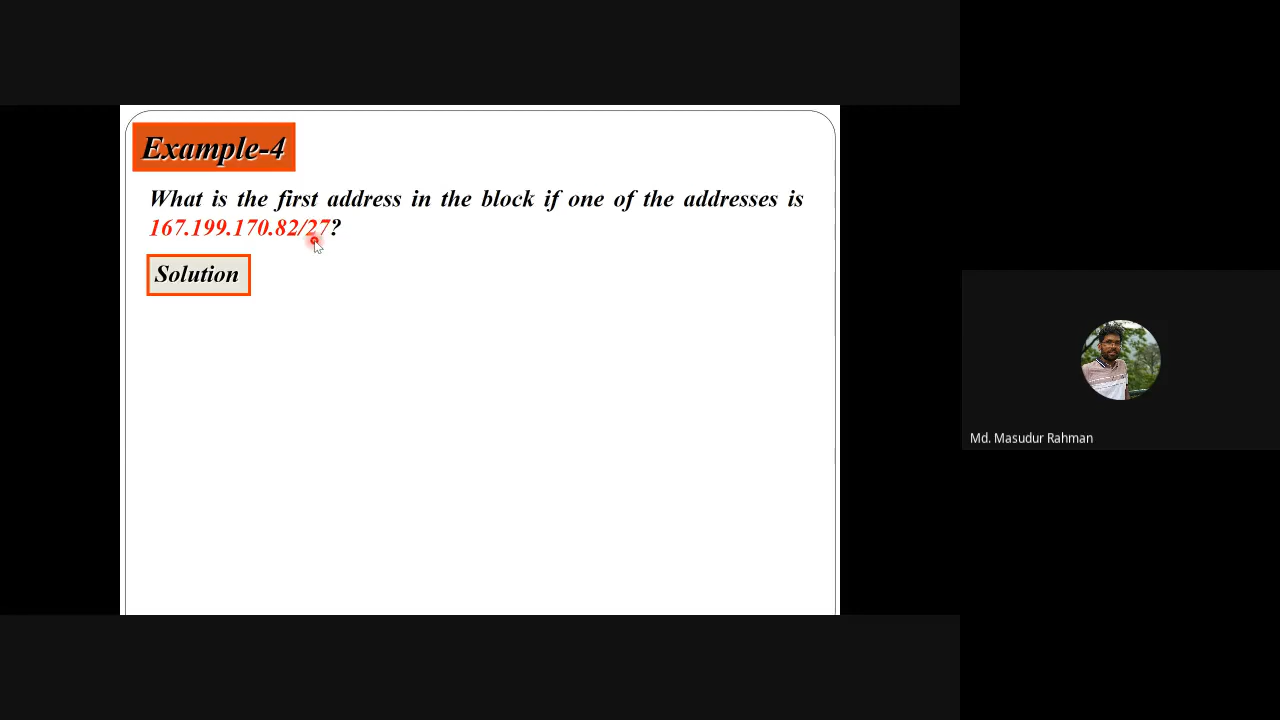 Example-4
What is the first address in the block if one of the addresses is
167.199.170.82/27?
Solution
Md. Masudur Rahman